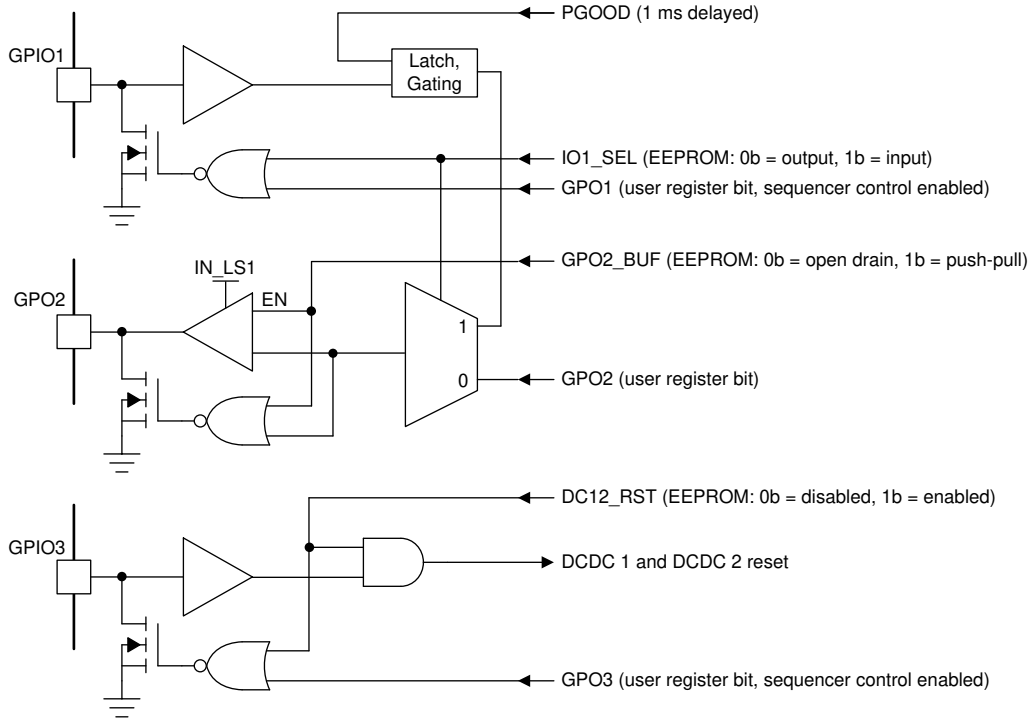 PGOOD (1 ms delayed)
GPIO1
Latch,
Gating
IO1_SEL (EEPROM: 0b = output, 1b = input)
GPO1 (user register bit, sequencer control enabled)
IN_LS1
GPO2_BUF (EEPROM: 0b = open drain, 1b = push-pull)
GPO2
EN
1
0
GPO2 (user register bit)
DC12_RST (EEPROM: 0b = disabled, 1b = enabled)
GPIO3
DCDC 1 and DCDC 2 reset
GPO3 (user register bit, sequencer control enabled)